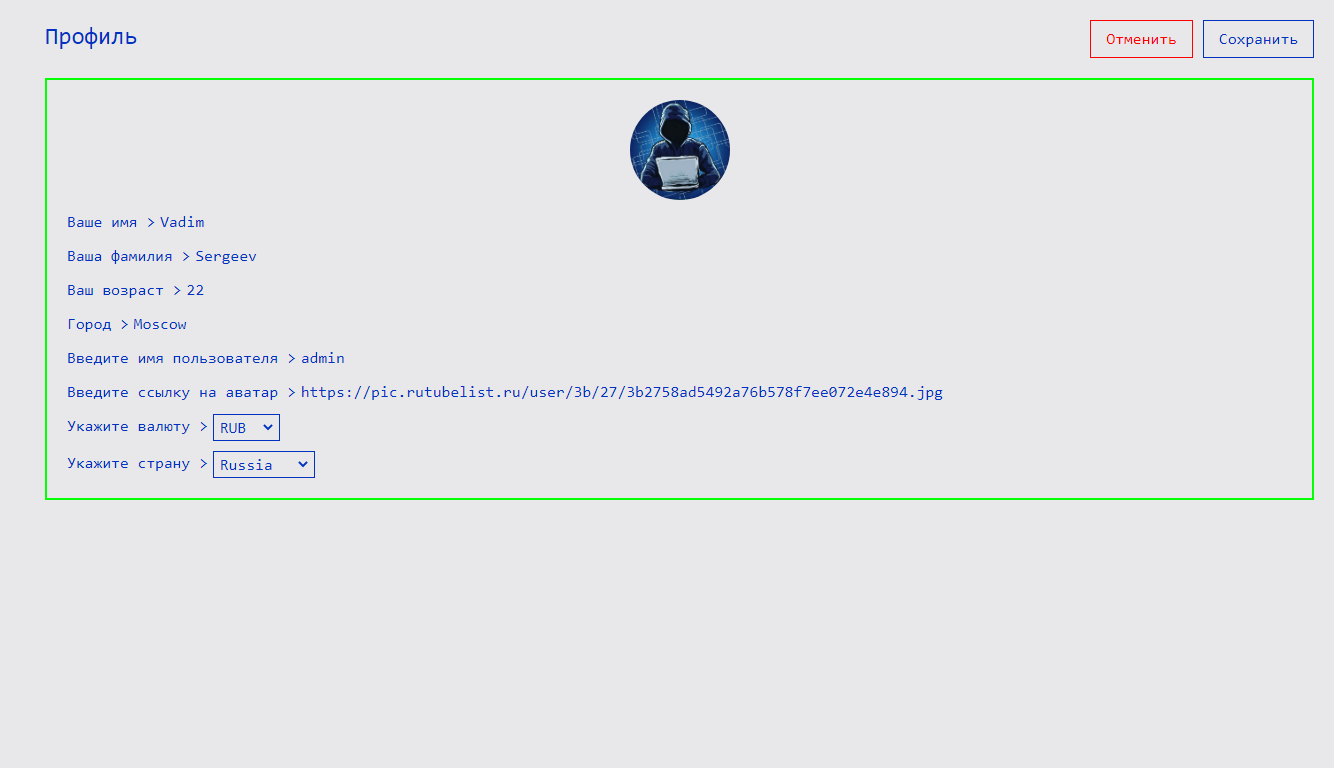 Профиль
Отменить
Сохранить
Ваше имя > Vadim
Ваша фамилия > Sergeev
Ваш возраст > 22
Город > Moscow
Введите имя пользователя > admin
Введите ссылку на аватар > https://pic.rutubelist.ru/user/3b/27/3b2758ad5492a76b578f7ee072e4e894.jpg
Укажите валюту > RUB
Укажите страну > Russia